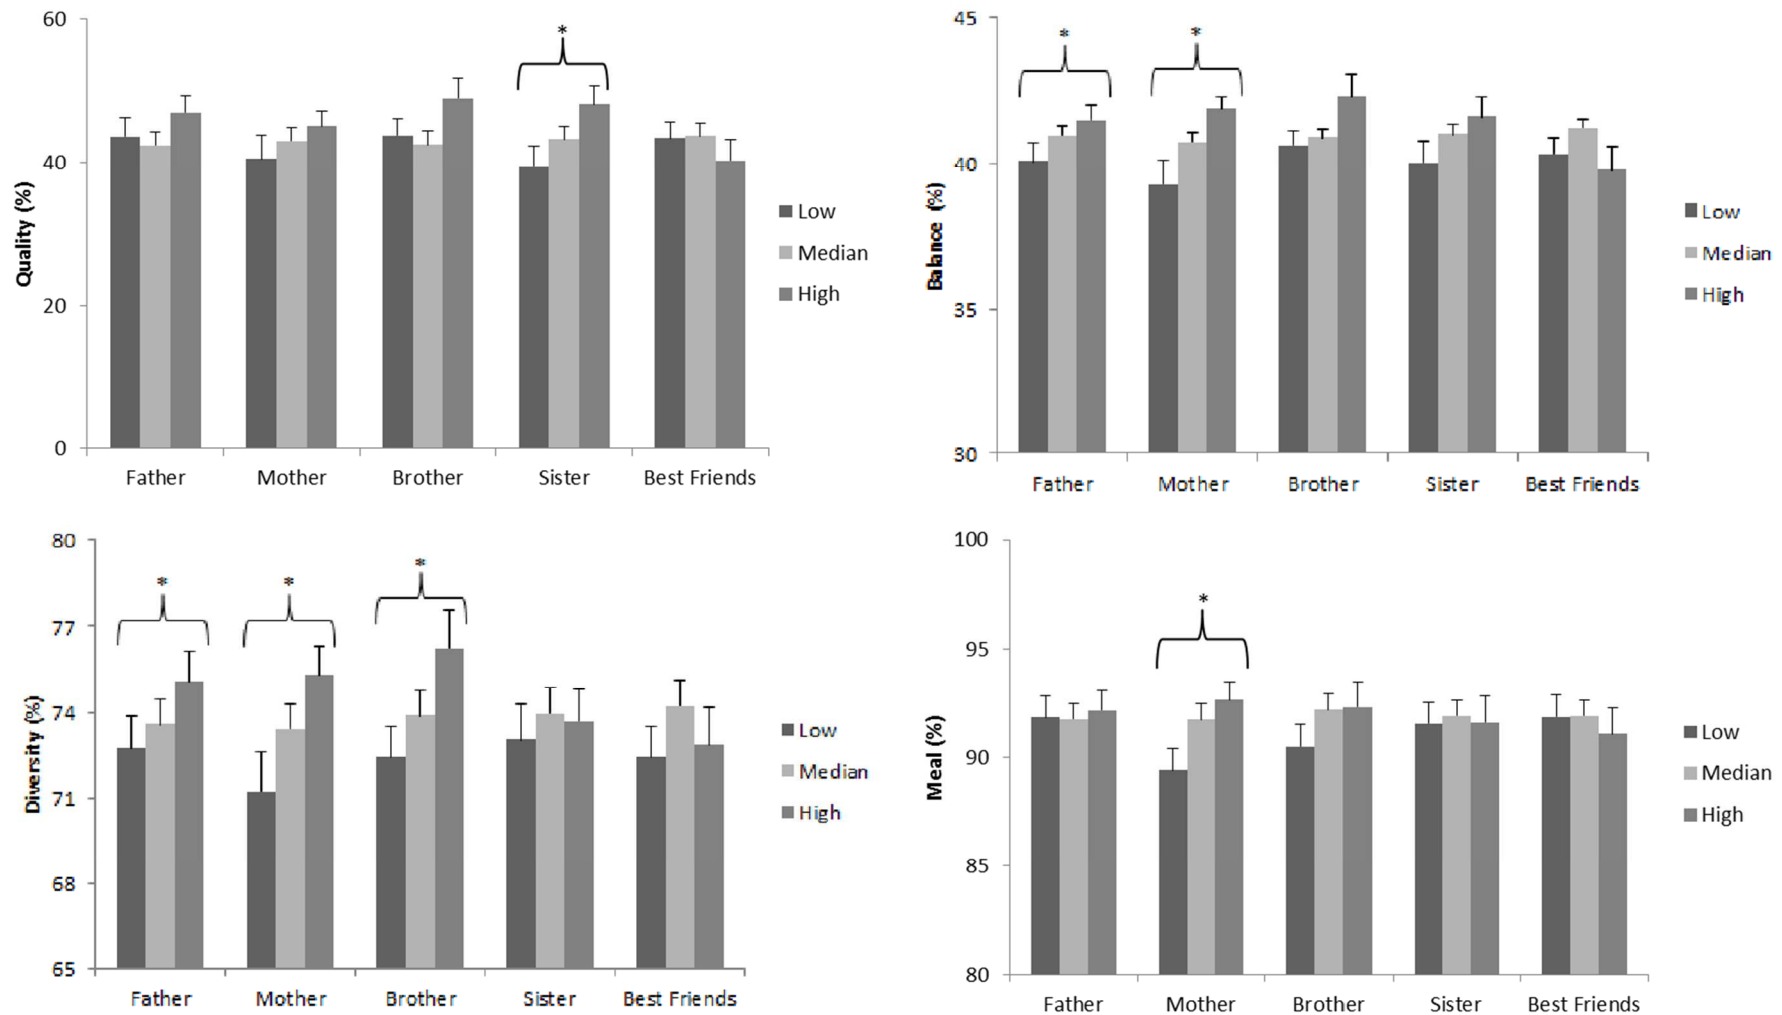 60
*
40
20
0
Quality (%)
Father Mother Brother Sister Best Friends
Low
Median
High
45
* *
40
35
30
Balance (%)
Father Mother Brother Sister Best Friends
Low
Median
High
80
* * *
77
74
71
68
65
Diversity (%)
Father Mother Brother Sister Best Friends
Low
Median
High
100
*
95
90
85
80
Meal (%)
Father Mother Brother Sister Best Friends
Low
Median
High